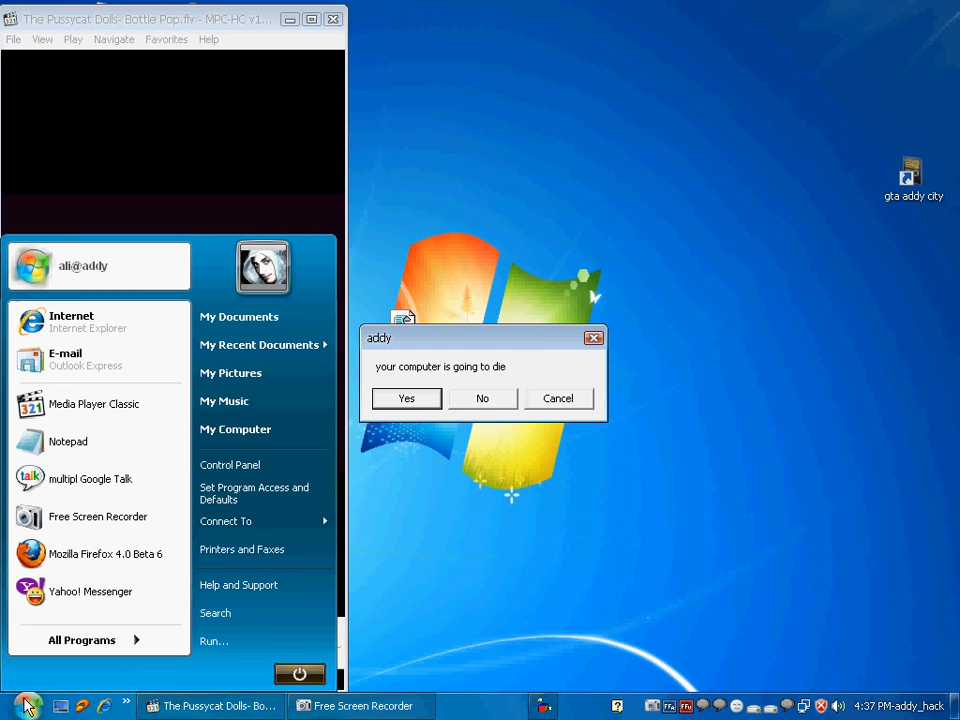 The Pussycat Dolls- Bottle Pop.flv - MPC-HC v1...
File View Play Navigate Favorites Help
gta addy city
ali@addy
Internet
Internet Explorer
E-mail
Outlook Express
Media Player Classic
Notepad
talk
multipl Google Talk
Free Screen Recorder
Mozilla Firefox 4.0 Beta 6
Yahoo! Messenger
All Programs
My Documents
My Recent Documents
My Pictures
My Music
My Computer
Control Panel
Set Program Access and
Defaults
Connect To
Printers and Faxes
Help and Support
Search
Run...
addy
your computer is going to die
Yes No Cancel
The Pussycat Dolls- Bo...
Free Screen Recorder
4:37 PM-addy_hack